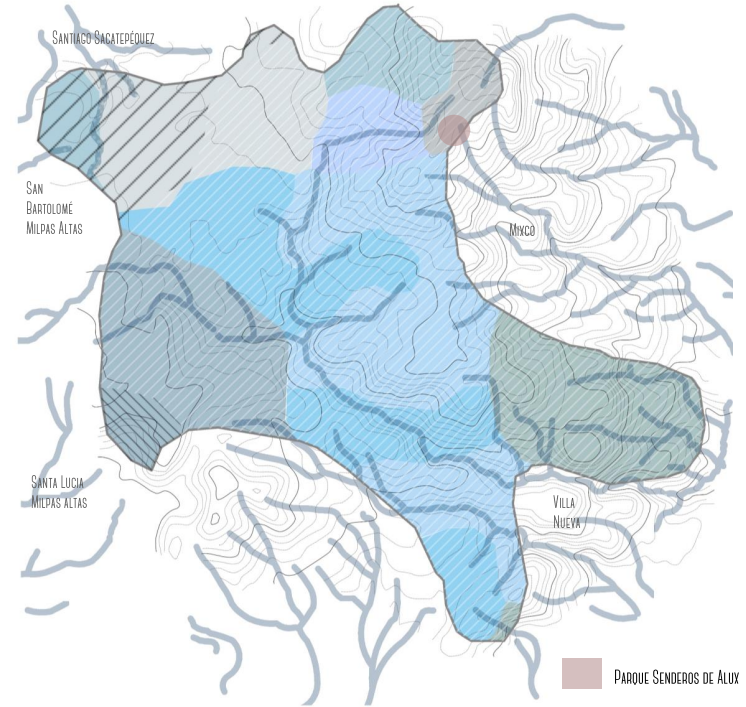 Santiago Sacatepéquez
San
Bartolomé
Milpas Altas
Mixco
Santa Lucia
Milpas altas
Villa
Nueva
Parque Senderos de Alux